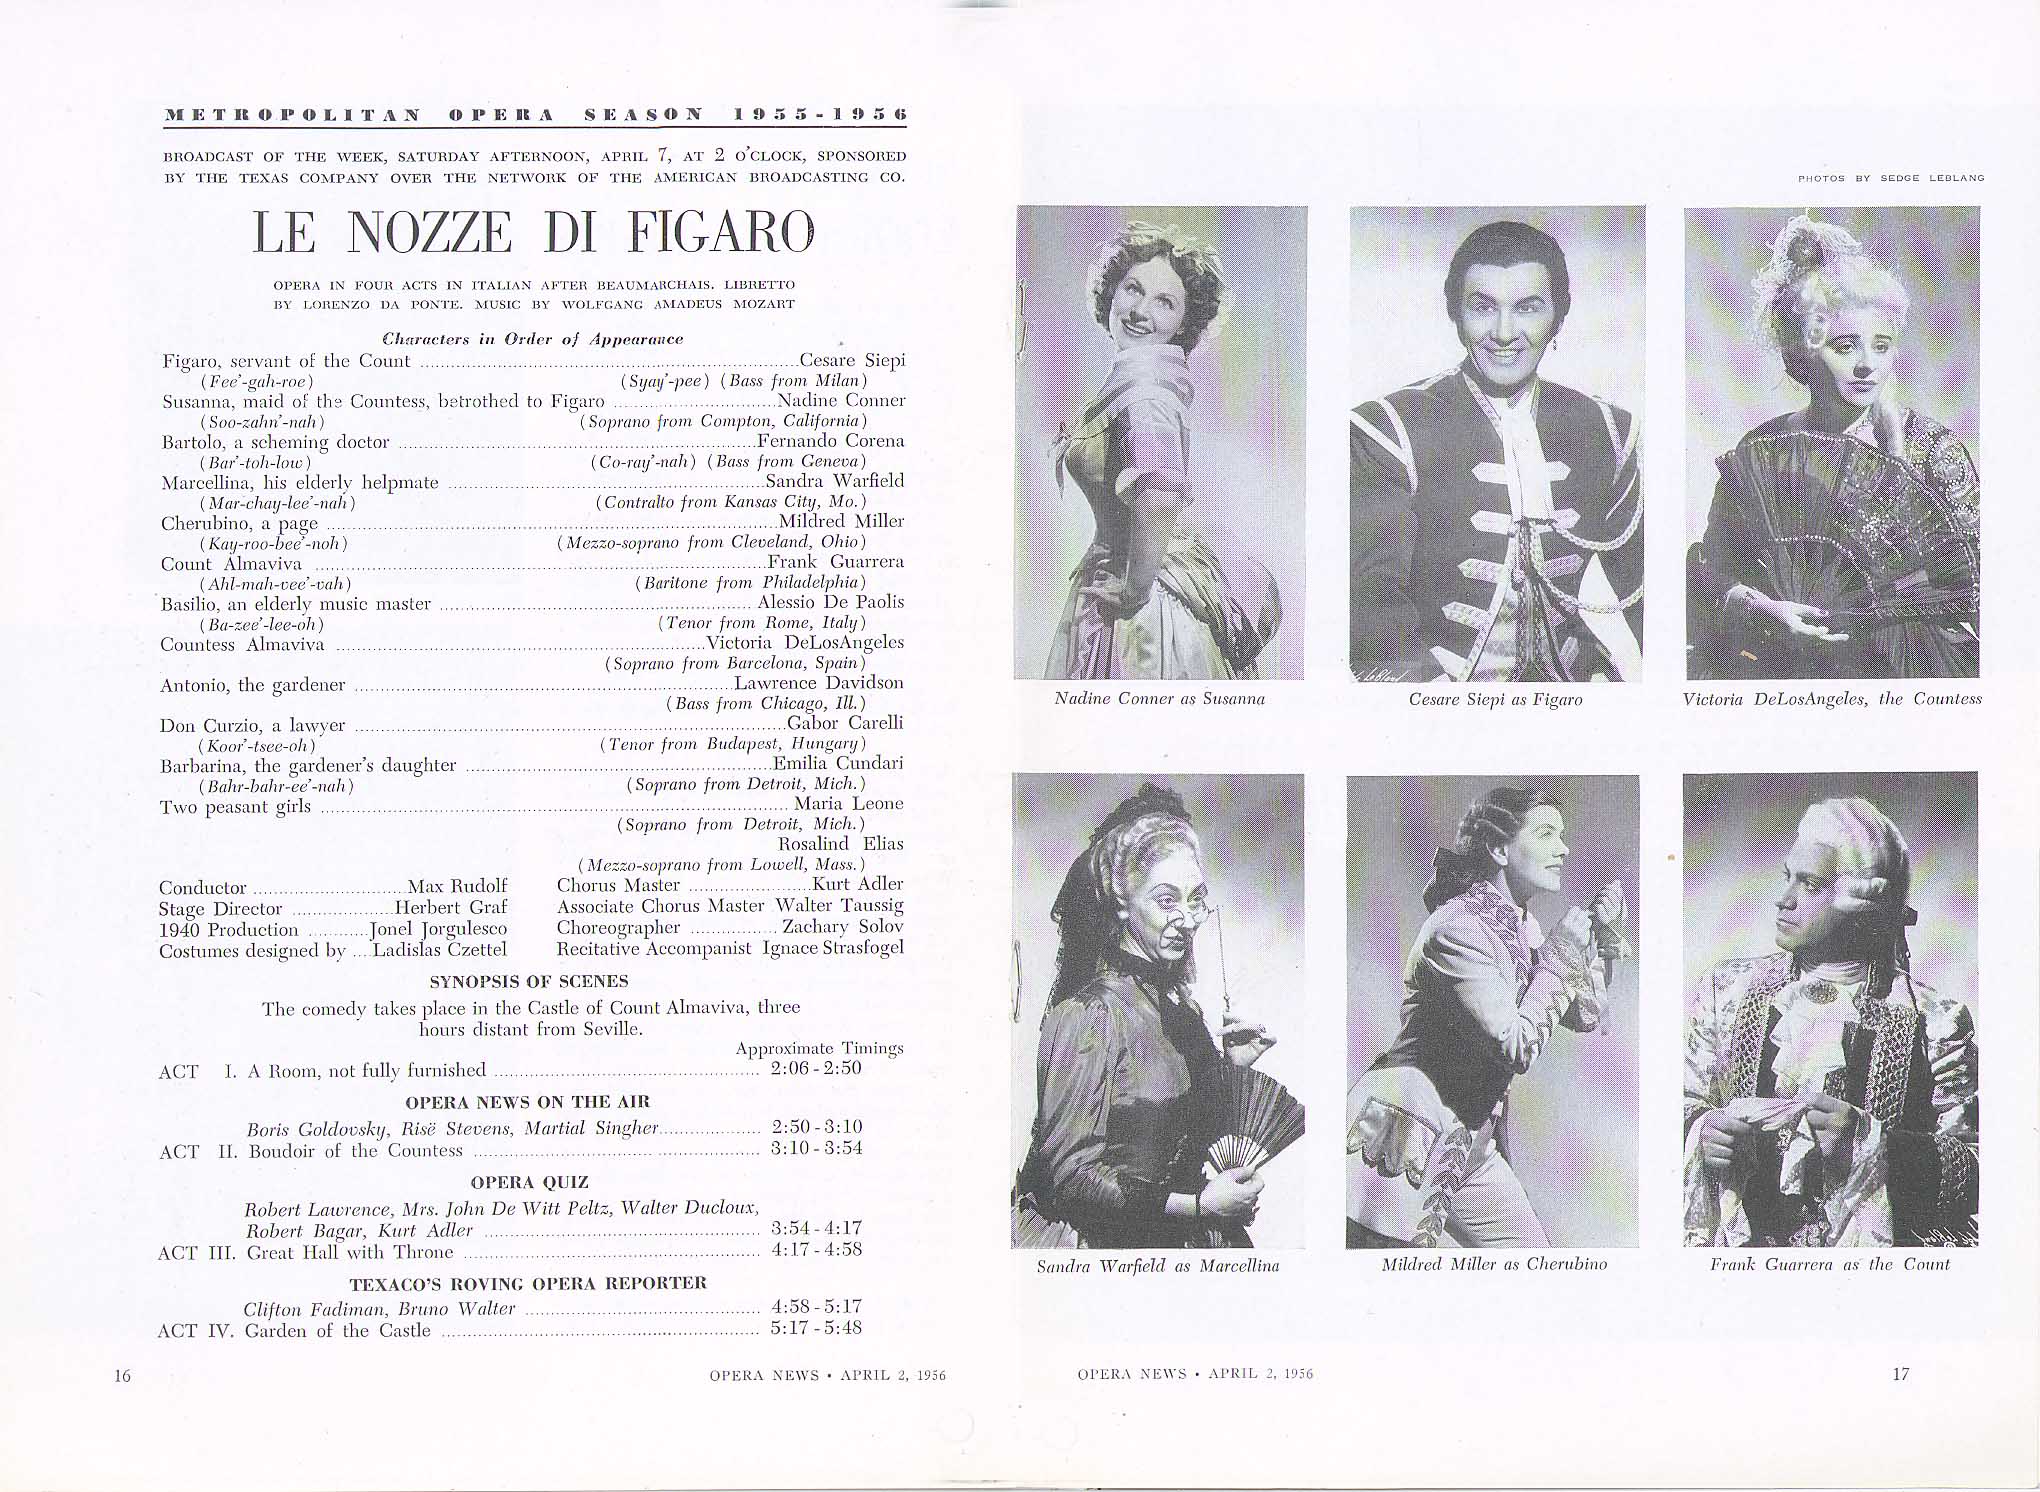 METROPOLITAN OPERA SEASON 1955-1956
BROADCAST OF THE WEEK, SATURDAY AFTERNOON, APRIL 7, AT 2 O'CLOCK, SPONSORED
BY THE TEXAS COMPANY OVER THE NETWORK OF THE AMERICAN BROADCASTING CO.
LE NOZZE DI FIGARO
OPERA IN FOUR ACTS IN ITALIAN AFTER BEAUMARCHAIS. LIBRETTO
BY LORENZO DA PONTE. MUSIC BY WOLFGANG AMADEUS MOZART
Characters in Order of Appearance
Figaro, servant of the Count ... Cesare Siepi
(Fee'-gah-roe) (Syay'-pee) (Bass from Milan)
Susanna, maid of the Countess, betrothed to Figaro ... Nadine Conner
(Soo-zahn'-nah) (Soprano from Compton, California)
Bartolo, a scheming doctor ... Fernando Corena
(Bar'-toh-low) (Co-ray'-nah) (Bass from Geneva)
Marcellina, his elderly helpmate ... Sandra Warfield
(Mar-chay-lee'-nah) (Contralto from Kansas City, Mo.)
Cherubino, a page ... Mildred Miller
(Kay-roo-bee'-noh) (Mezzo-soprano from Cleveland, Ohio)
Count Almaviva ... Frank Guarrera
(Ahl-mah-vee'-vah) (Baritone from Philadelphia)
Basilio, an elderly music master ... Alessio De Paolis
(Ba-zee'-lee-oh) (Tenor from Rome, Italy)
Countess Almaviva ... Victoria DeLosAngeles
(Soprano from Barcelona, Spain)
Antonio, the gardener ... Lawrence Davidson
(Bass from Chicago, Ill.)
Don Curzio, a lawyer ... Gabor Carelli
(Koor'-tsee-oh) (Tenor from Budapest, Hungary)
Barbarina, the gardener's daughter ... Emilia Cundari
(Bahr-bahr-ee'-nah) (Soprano from Detroit, Mich.)
Two peasant girls ... Maria Leone
(Soprano from Detroit, Mich.)
Rosalind Elias
(Mezzo-soprano from Lowell, Mass.)
Conductor ... Max Rudolf Chorus Master ... Kurt Adler
Stage Director ... Herbert Graf Associate Chorus Master Walter Taussig
1940 Production ... Jonel Jorgulesco Choreographer ... Zachary Solov
Costumes designed by ... Ladislas Czettel Recitative Accompanist Ignace Strasfogel
SYNOPSIS OF SCENES
The comedy takes place in the Castle of Count Almaviva, three
hours distant from Seville.
Approximate Timings
ACT I. A Room, not fully furnished ... 2:06-2:50
OPERA NEWS ON THE AIR
Boris Goldovsky, Risë Stevens, Martial Singher... 2:50-3:10
ACT II. Boudoir of the Countess ... 3:10-3:54
OPERA QUIZ
Robert Lawrence, Mrs. John De Witt Peltz, Walter Ducloux,
Robert Bagar, Kurt Adler ... 3:54-4:17
ACT III. Great Hall with Throne ... 4:17-4:58
TEXACO'S ROVING OPERA REPORTER
Clifton Fadiman, Bruno Walter ... 4:58-5:17
ACT IV. Garden of the Castle ... 5:17-5:48
16 OPERA NEWS • APRIL 2, 1956
PHOTOS BY SEDGE LEBLANG
Nadine Conner as Susanna
Cesare Siepi as Figaro
Victoria DeLosAngeles, the Countess
Sandra Warfield as Marcellina
Mildred Miller as Cherubino
Frank Guarrera as the Count
OPERA NEWS • APRIL 2, 1956 17